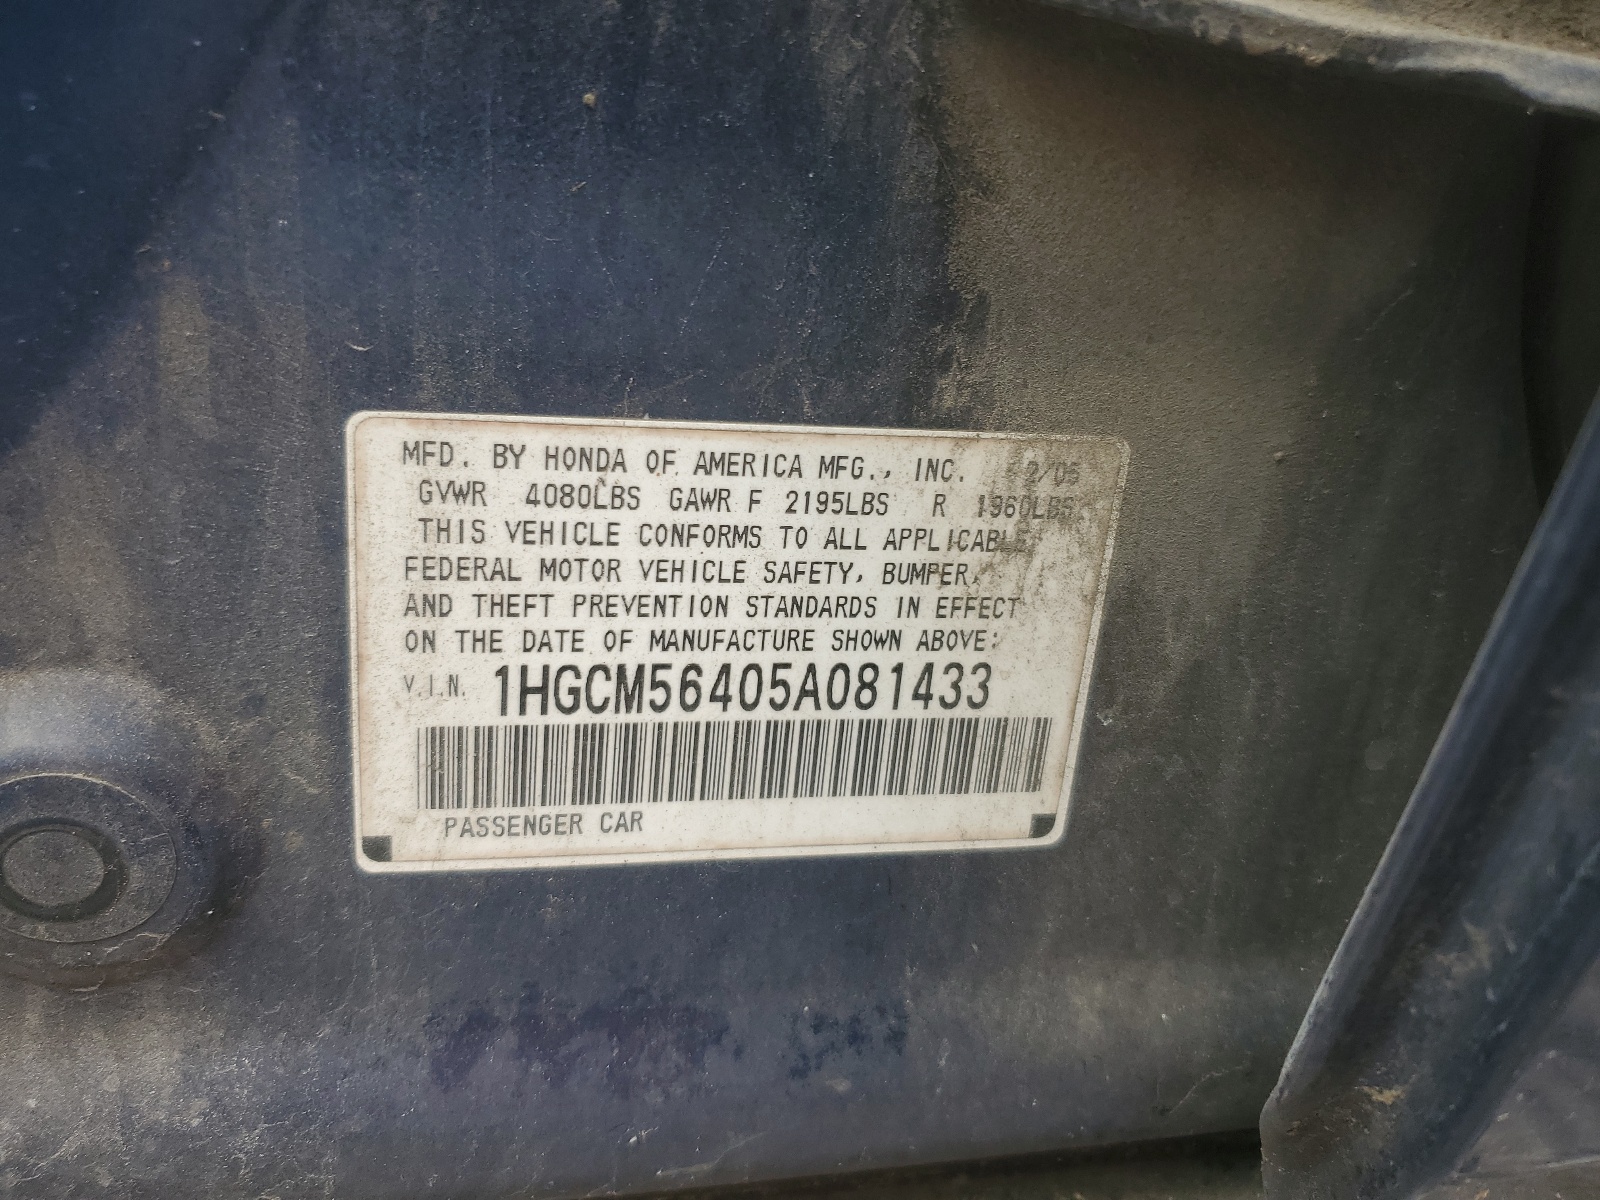 MFD. BY HONDA OF AMERICA MFG., INC. 2/05
GVWR 4080LBS GAWR F 2195LBS R 1960LBS
THIS VEHICLE CONFORMS TO ALL APPLICABLE
FEDERAL MOTOR VEHICLE SAFETY, BUMPER,
AND THEFT PREVENTION STANDARDS IN EFFECT
ON THE DATE OF MANUFACTURE SHOWN ABOVE:
V.I.N. 1HGCM56405A081433
PASSENGER CAR